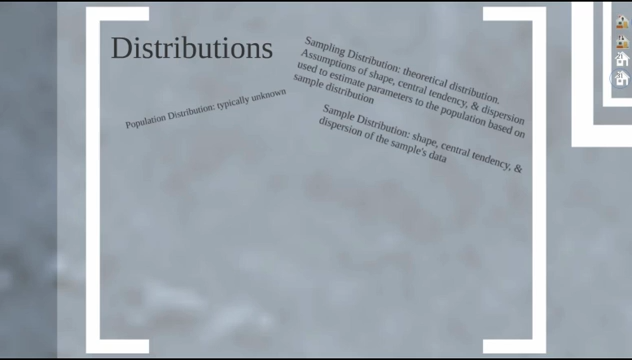 Distributions
Sampling Distribution: theoretical distribution.
Assumptions of shape, central tendency, & dispersion
used to estimate parameters to the population based on
sample distribution
Population Distribution: typically unknown
Sample Distribution: shape, central tendency, &
dispersion of the sample's data